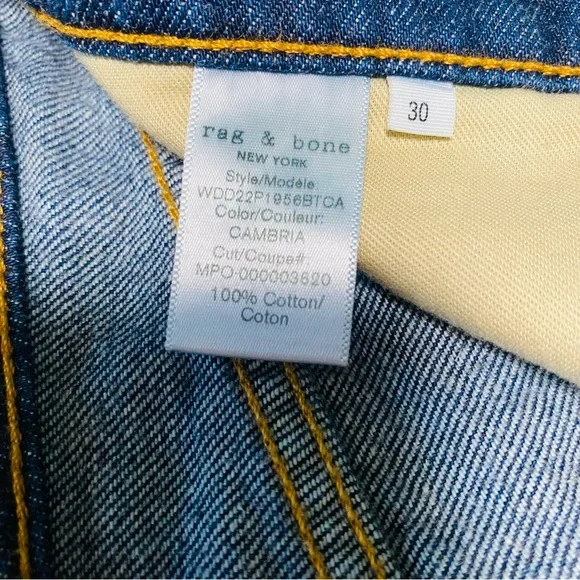 rag & bone
NEW YORK
Style/Modèle
WDD22P1956BTCA
Color/Couleur:
CAMBRIA
Cut/Coupe#:
MPO-000003620
100% Cotton/
Coton
30